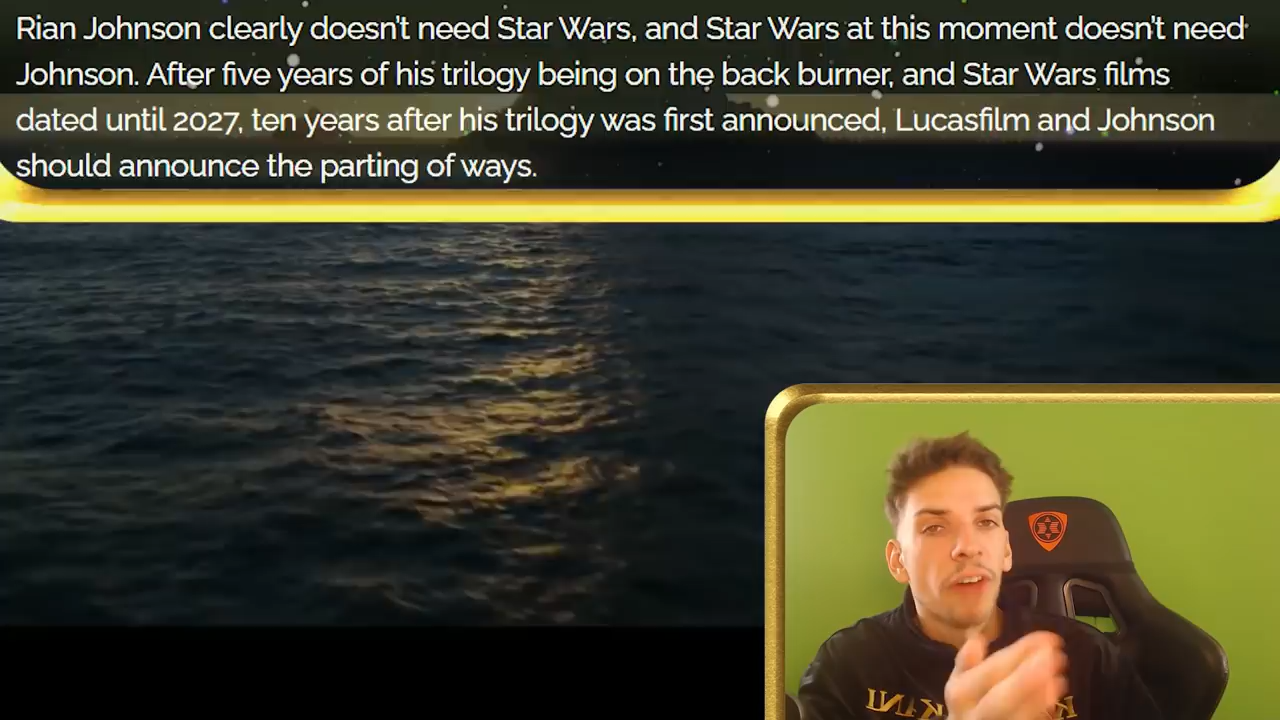 Rian Johnson clearly doesn't need Star Wars, and Star Wars at this moment doesn't need
Johnson. After five years of his trilogy being on the back burner, and Star Wars films
dated until 2027, ten years after his trilogy was first announced, Lucasfilm and Johnson
should announce the parting of ways.